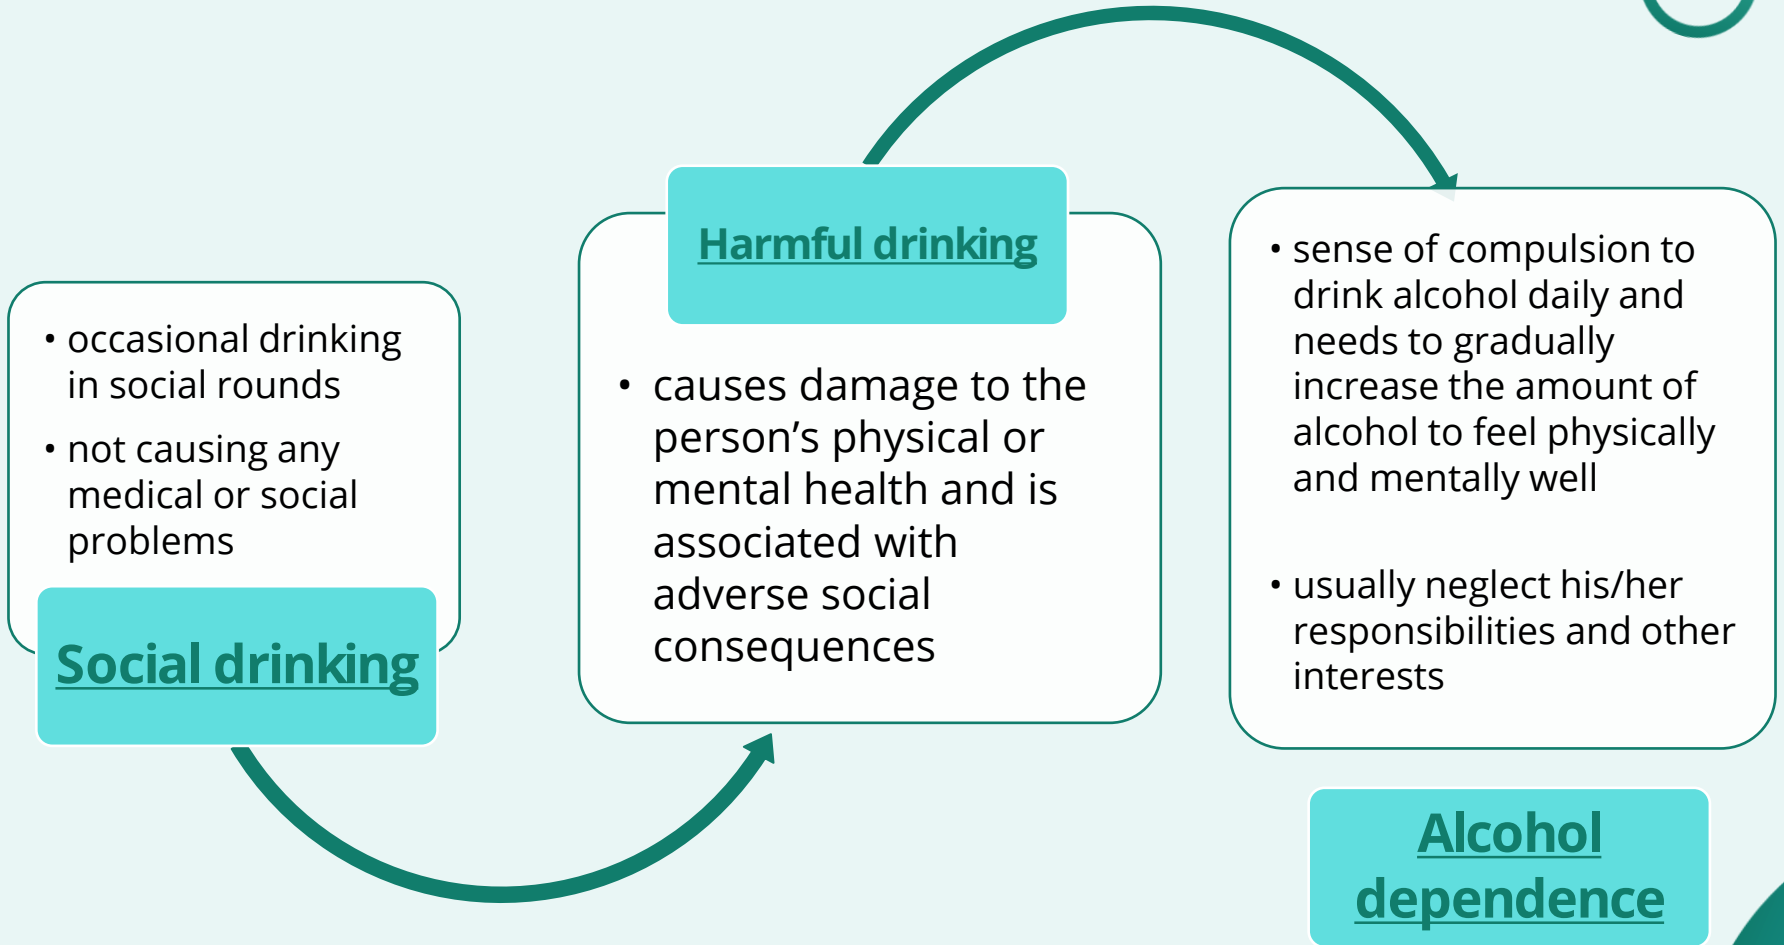 • occasional drinking
in social rounds
• not causing any
medical or social
problems
Social drinking
Harmful drinking
• causes damage to the
person’s physical or
mental health and is
associated with
adverse social
consequences
• sense of compulsion to
drink alcohol daily and
needs to gradually
increase the amount of
alcohol to feel physically
and mentally well
• usually neglect his/her
responsibilities and other
interests
Alcohol
dependence